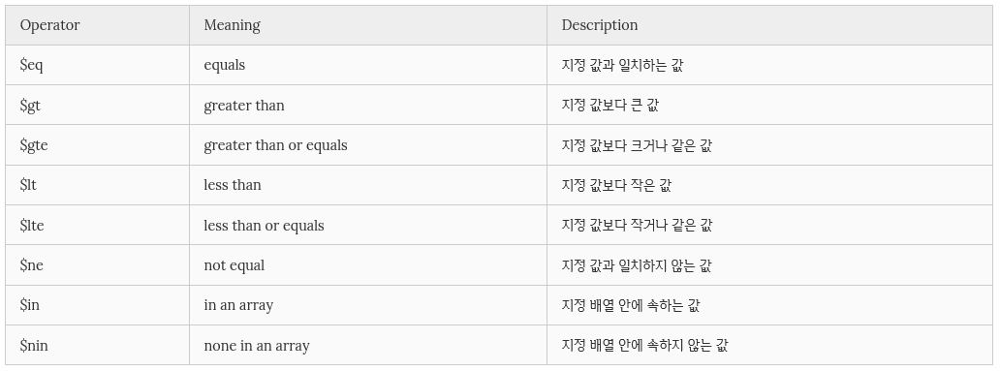 Operator Meaning Description
$eq equals 지정 값과 일치하는 값
$gt greater than 지정 값보다 큰 값
$gte greater than or equals 지정 값보다 크거나 같은 값
$lt less than 지정 값보다 작은 값
$lte less than or equals 지정 값보다 작거나 같은 값
$ne not equal 지정 값과 일치하지 않는 값
$in in an array 지정 배열 안에 속하는 값
$nin none in an array 지정 배열 안에 속하지 않는 값